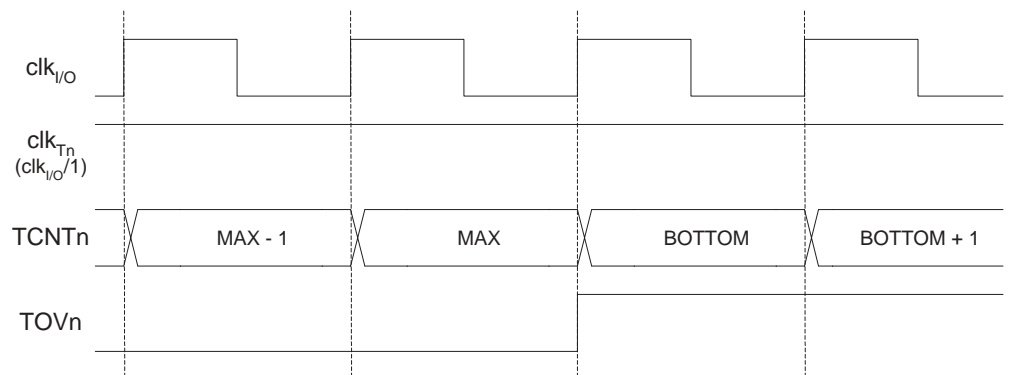 clkI/O
clkTn
(clkI/O/1)
TCNTn
MAX - 1
MAX
BOTTOM
BOTTOM + 1
TOVn